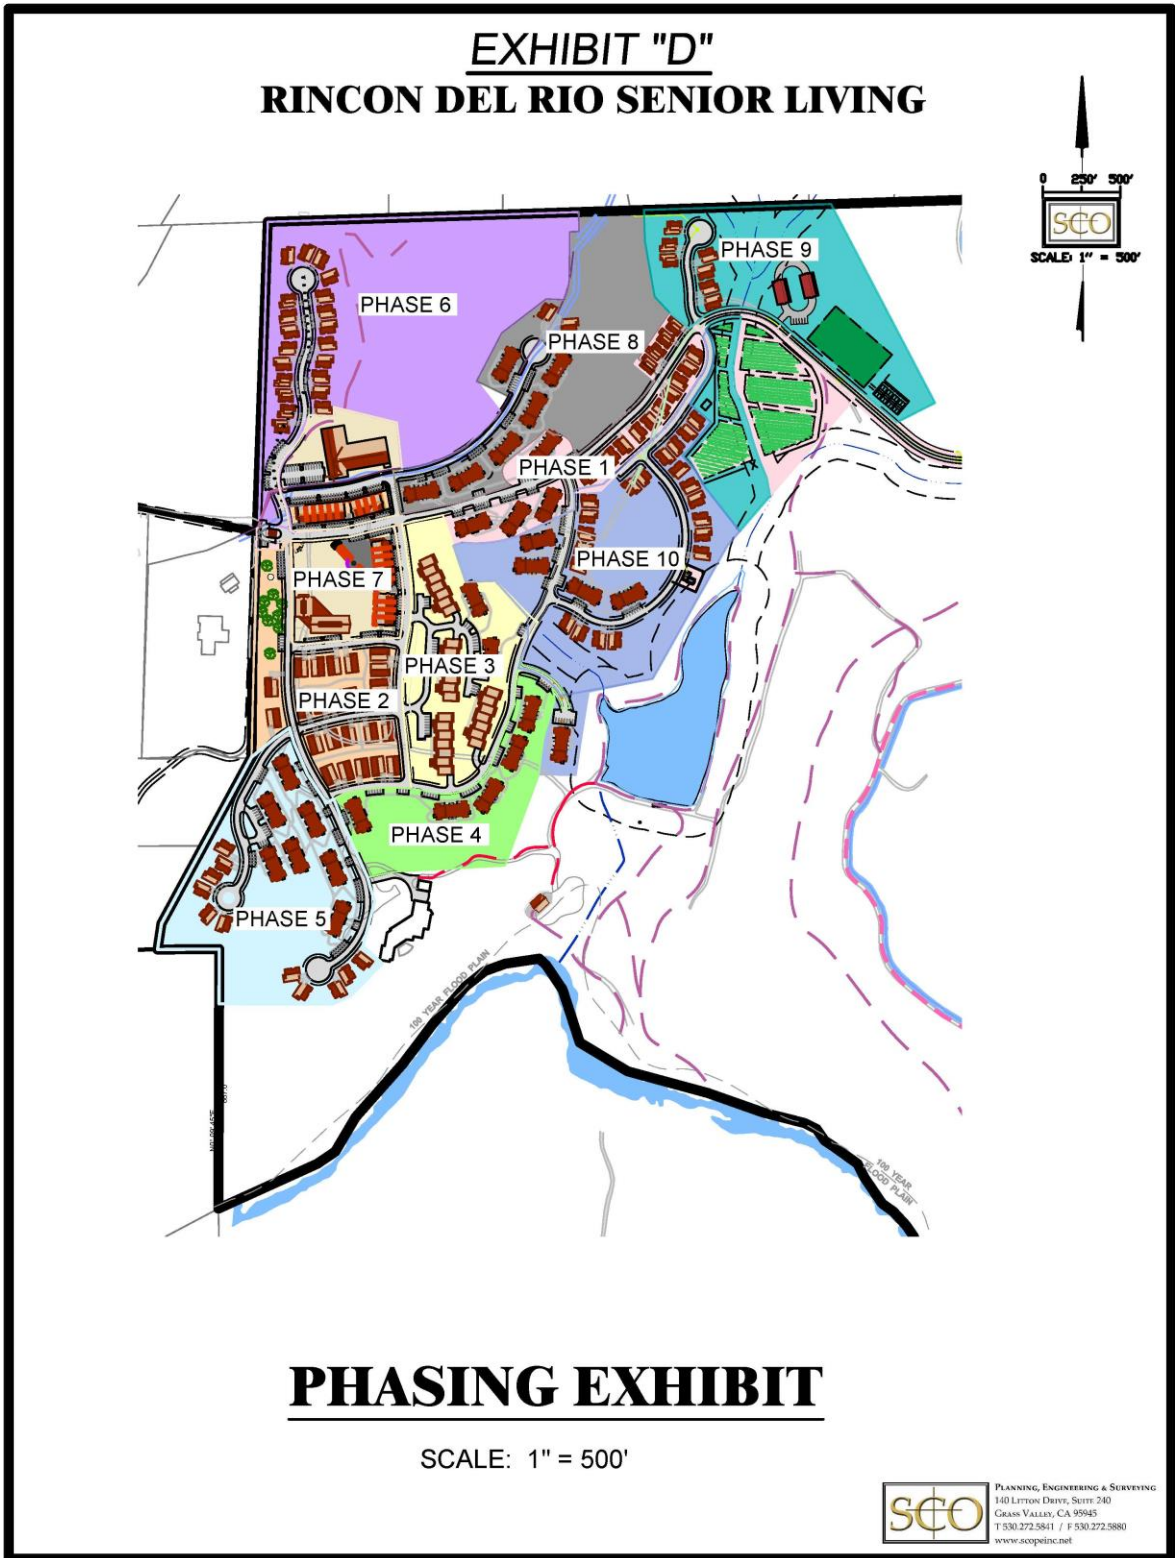 EXHIBIT "D"
RINCON DEL RIO SENIOR LIVING
0 250' 500'
SCO
SCALE: 1" = 500'
PHASE 9
PHASE 6
PHASE 8
PHASE 1
PHASE 10
PHASE 7
PHASE 3
PHASE 2
PHASE 4
PHASE 5
100 YEAR FLOOD PLAIN
100 YEAR
FLOOD PLAIN
PHASING EXHIBIT
SCALE: 1" = 500'
SCO
PLANNING, ENGINEERING & SURVEYING
140 LITTON DRIVE, SUITE 240
GRASS VALLEY, CA 95945
T 530.272.5841 / F 530.272.5880
www.scopeinc.net